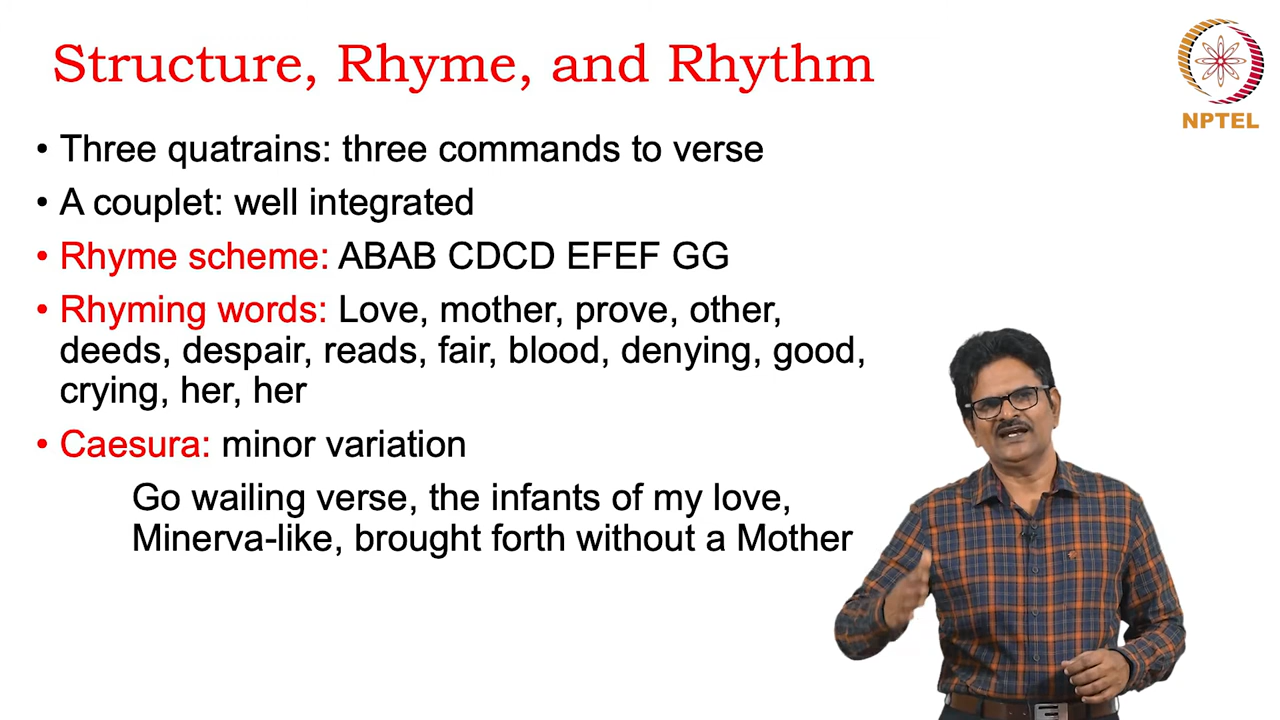 Structure, Rhyme, and Rhythm
NPTEL
• Three quatrains: three commands to verse
• A couplet: well integrated
• Rhyme scheme: ABAB CDCD EFEF GG
• Rhyming words: Love, mother, prove, other,
deeds, despair, reads, fair, blood, denying, good,
crying, her, her
• Caesura: minor variation
Go wailing verse, the infants of my love,
Minerva-like, brought forth without a Mother